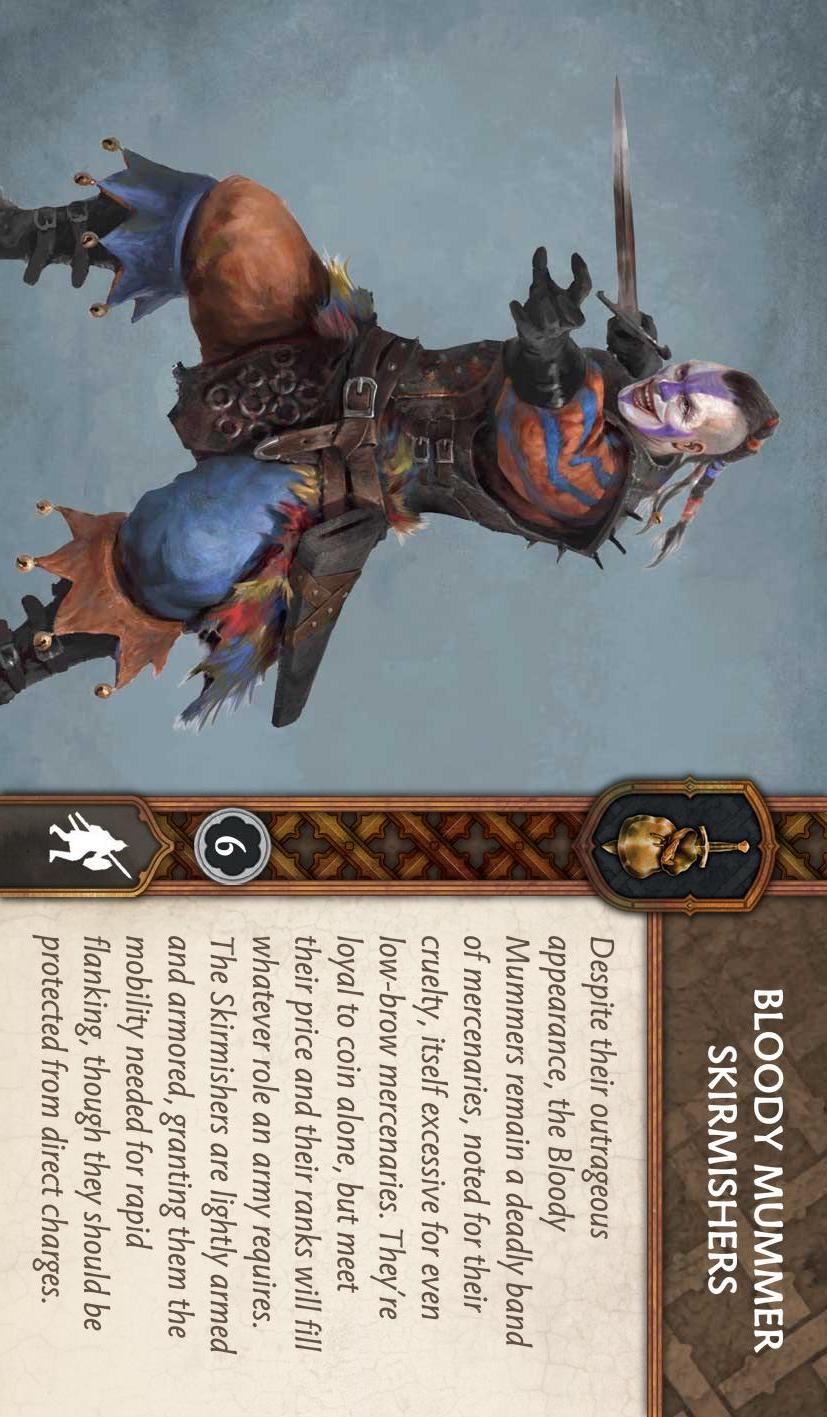 BLOODY MUMMER
SKIRMISHERS
Despite their outrageous
appearance, the Bloody
Mummers remain a deadly band
of mercenaries, noted for their
cruelty, itself excessive for even
low-brow mercenaries. They're
loyal to coin alone, but meet
their price and their ranks will fill
whatever role an army requires.
The Skirmishers are lightly armed
and armored, granting them the
mobility needed for rapid
flanking, though they should be
protected from direct charges.
6